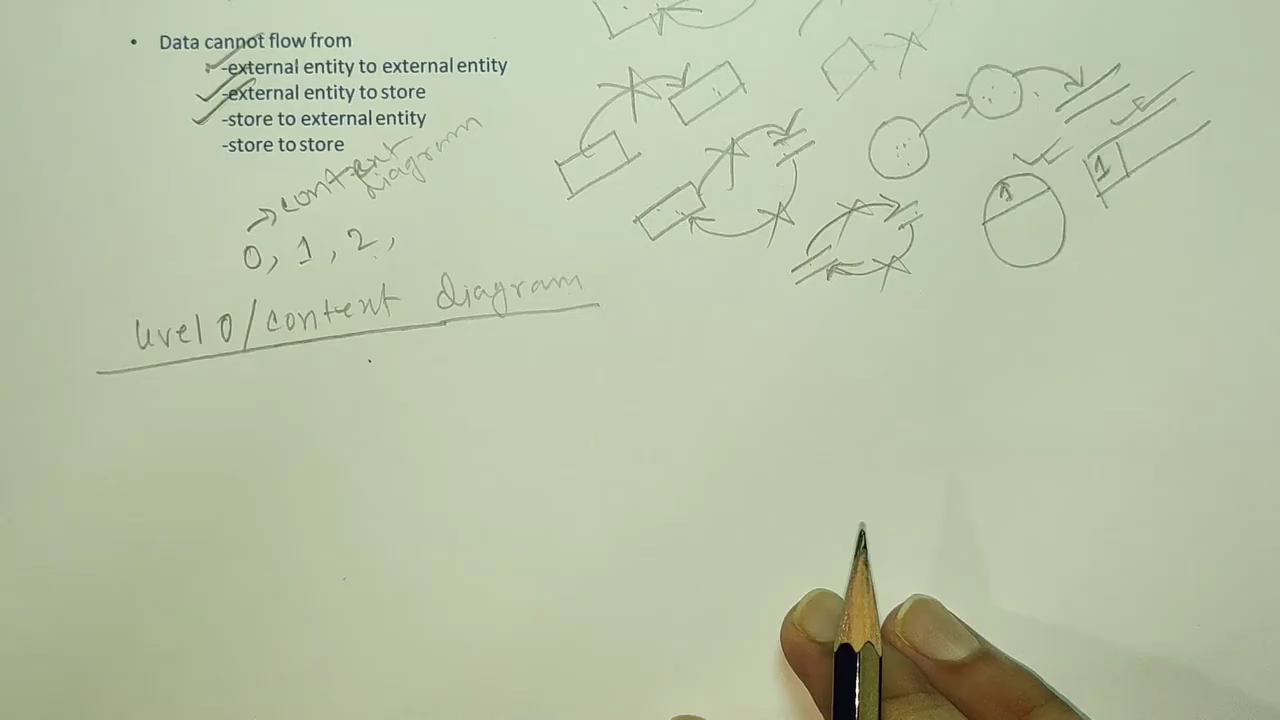 • Data cannot flow from
-external entity to external entity
-external entity to store
-store to external entity
-store to store
→ context
diagram
0, 1, 2,
level 0/context diagram
1
1